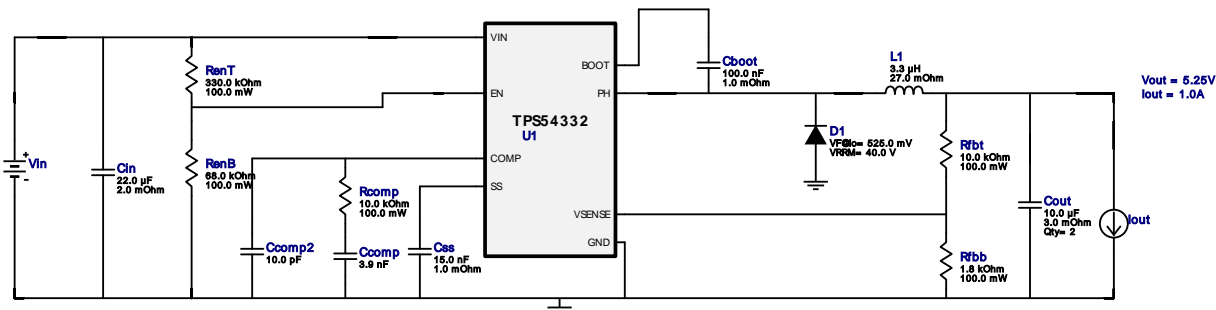 VIN
BOOT
Cboot
100.0 nF
1.0 mOhm
L1
3.3 µH
27.0 mOhm
Vout = 5.25V
Iout = 1.0A
RenT
330.0 kOhm
100.0 mW
EN
PH
TPS54332
U1
D1
VRRM= 40.0 V
Rfbt
10.0 kOhm
100.0 mW
+
Vin
-
Cin
22.0 µF
2.0 mOhm
RenB
68.0 kOhm
100.0 mW
COMP
SS
Rcomp
10.0 kOhm
100.0 mW
VSENSE
GND
Cout
10.0 µF
3.0 mOhm
Qty= 2
Iout
Ccomp2
10.0 pF
Ccomp
3.9 nF
Css
15.0 nF
1.0 mOhm
Rfbb
1.8 kOhm
100.0 mW